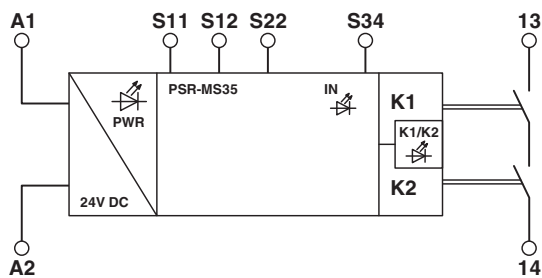 A1 S11 S12 S22 S34 13
PSR-MS35 IN K1
PWR K1/K2
24V DC K2
A2 14